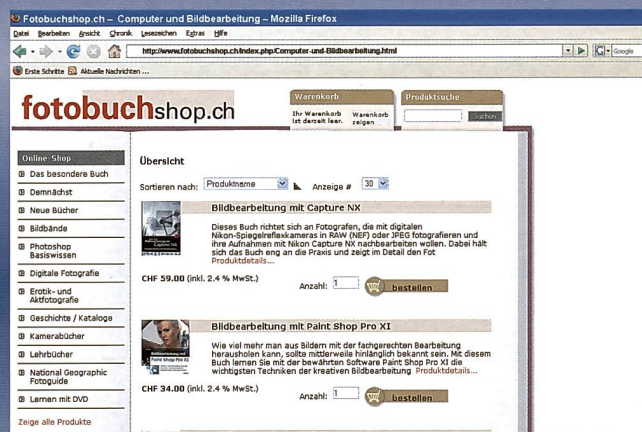 Fotobuchshop.ch – Computer und Bildbearbeitung – Mozilla Firefox
Datei Bearbeiten Ansicht Chronik Lesezeichen Extras Hilfe
http://www.fotobuchshop.ch/index.php/Computer-und-Bildbearbeitung.html
Google
Erste Schritte Aktuelle Nachrichten ...
fotobuchshop.ch
Warenkorb
Ihr Warenkorb
ist derzeit leer.
Warenkorb
zeigen
Produktsuche
Suchen
Online Shop
Das besondere Buch
Demnächst
Neue Bücher
Bildbände
Photoshop
Basiswissen
Digitale Fotografie
Erotik- und
Aktfotografie
Geschichte / Kataloge
Kamerabücher
Lehrbücher
National Geographic
Fotoguide
Lernen mit DVD
Zeige alle Produkte
Übersicht
Sortieren nach: Produktname Anzeige # 30
Bildbearbeitung mit Capture NX
Dieses Buch richtet sich an Fotografen, die mit digitalen
Nikon-Spiegelreflexkameras in RAW (NEF) oder JPEG fotografieren und
ihre Aufnahmen mit Nikon Capture NX nachbearbeiten wollen. Dabei hält
sich das Buch eng an die Praxis und zeigt im Detail den Fot
Produktdetails...
CHF 59.00 (inkl. 2.4 % MwSt.)
Anzahl: 1 bestellen
Bildbearbeitung mit Paint Shop Pro XI
Wie viel mehr man aus Bildern mit der fachgerechten Bearbeitung
herausholen kann, sollte mittlerweile hinlänglich bekannt sein. Mit diesem
Buch lernen Sie mit der bewährten Software Paint Shop Pro XI die
wichtigsten Techniken der kreativen Bildbearbeitung Produktdetails...
CHF 34.00 (inkl. 2.4 % MwSt.)
Anzahl: 1 bestellen